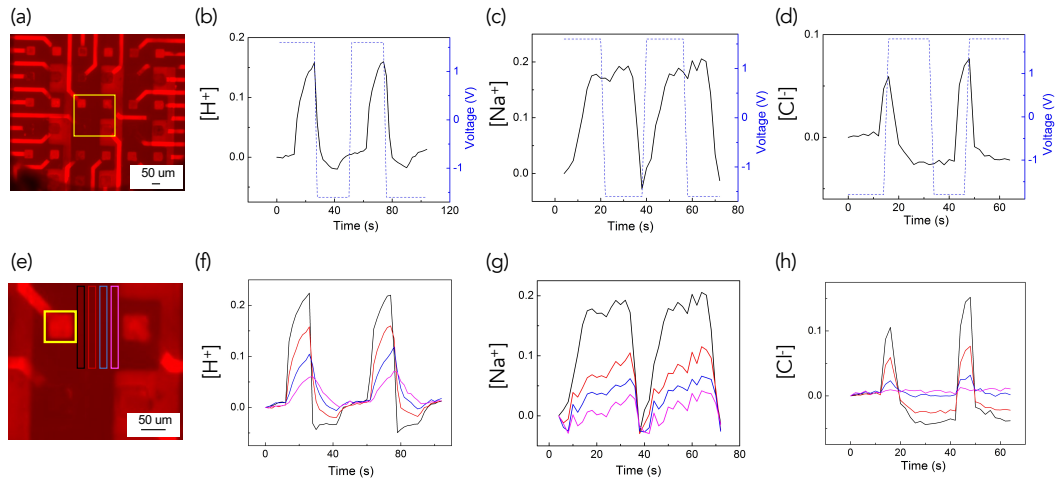 (a)
50 um
(b)
[H+]
0.2
0.1
0.0
0 40 80 120
Time (s)
1
0
-1
Voltage (V)
(c)
[Na+]
0.2
0.1
0.0
0 20 40 60 80
Time (s)
1
0
-1
Voltage (V)
(d)
[Cl-]
0.1
0.0
0 20 40 60
Time (s)
1
0
-1
Voltage (V)
(e)
50 um
(f)
[H+]
0.2
0.1
0.0
0 40 80
Time (s)
(g)
[Na+]
0.2
0.1
0.0
0 20 40 60 80
Time (s)
(h)
[Cl-]
0.1
0.0
0 20 40 60
Time (s)